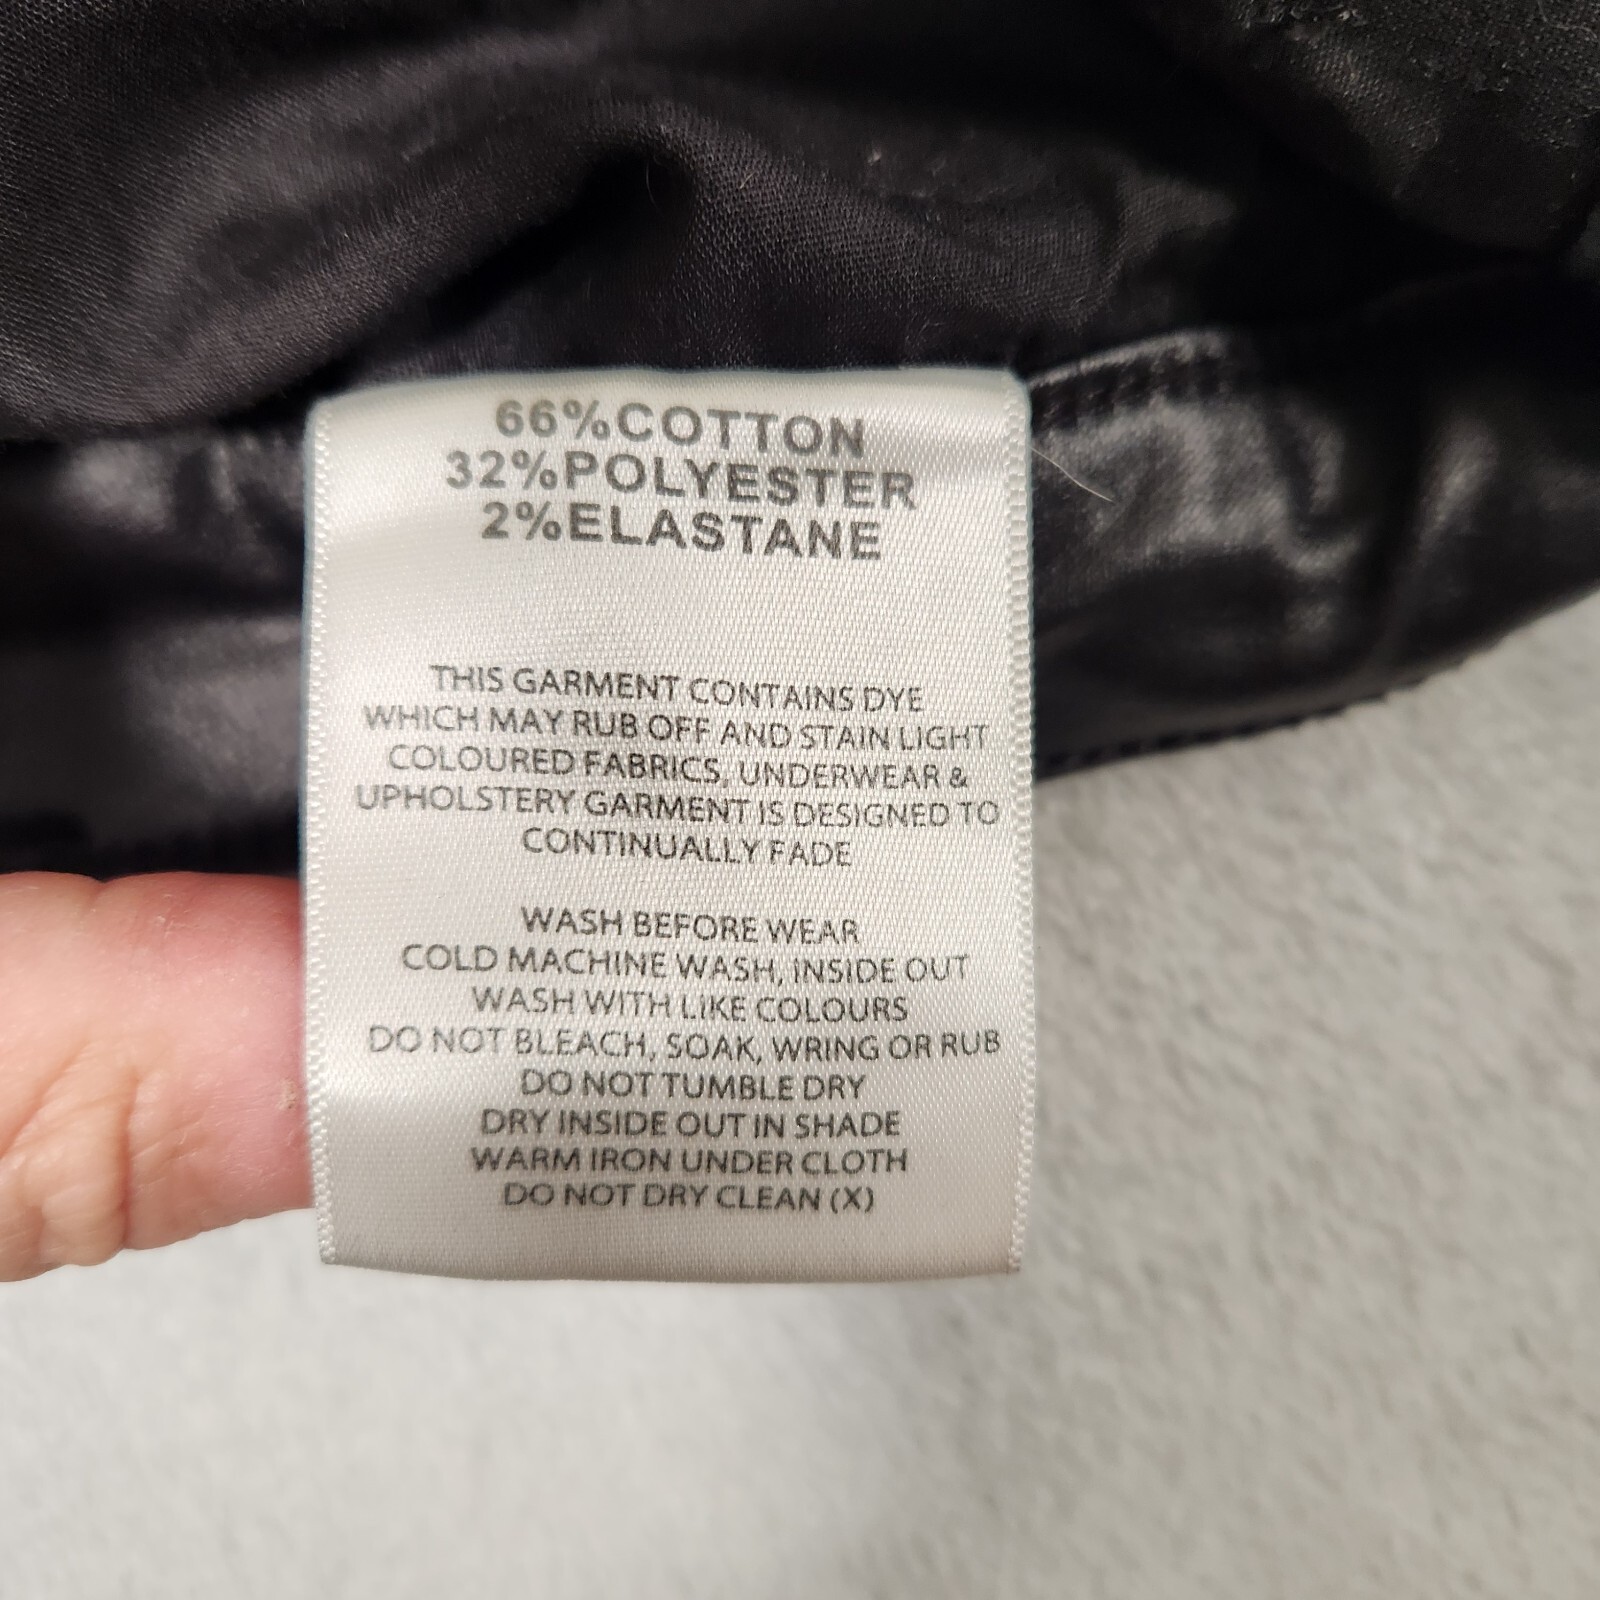 66%COTTON
32%POLYESTER
2%ELASTANE
THIS GARMENT CONTAINS DYE
WHICH MAY RUB OFF AND STAIN LIGHT
COLOURED FABRICS, UNDERWEAR &
UPHOLSTERY GARMENT IS DESIGNED TO
CONTINUALLY FADE
WASH BEFORE WEAR
COLD MACHINE WASH, INSIDE OUT
WASH WITH LIKE COLOURS
DO NOT BLEACH, SOAK, WRING OR RUB
DO NOT TUMBLE DRY
DRY INSIDE OUT IN SHADE
WARM IRON UNDER CLOTH
DO NOT DRY CLEAN (X)